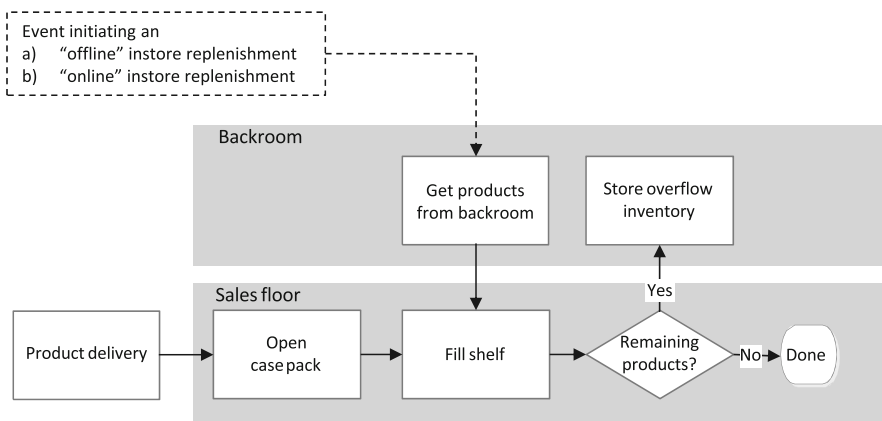 Event initiating an
a) “offline” instore replenishment
b) “online” instore replenishment
Backroom
Get products
from backroom
Store overflow
inventory
Yes
Sales floor
Product delivery
Open
case pack
Fill shelf
Remaining
products?
No
Done